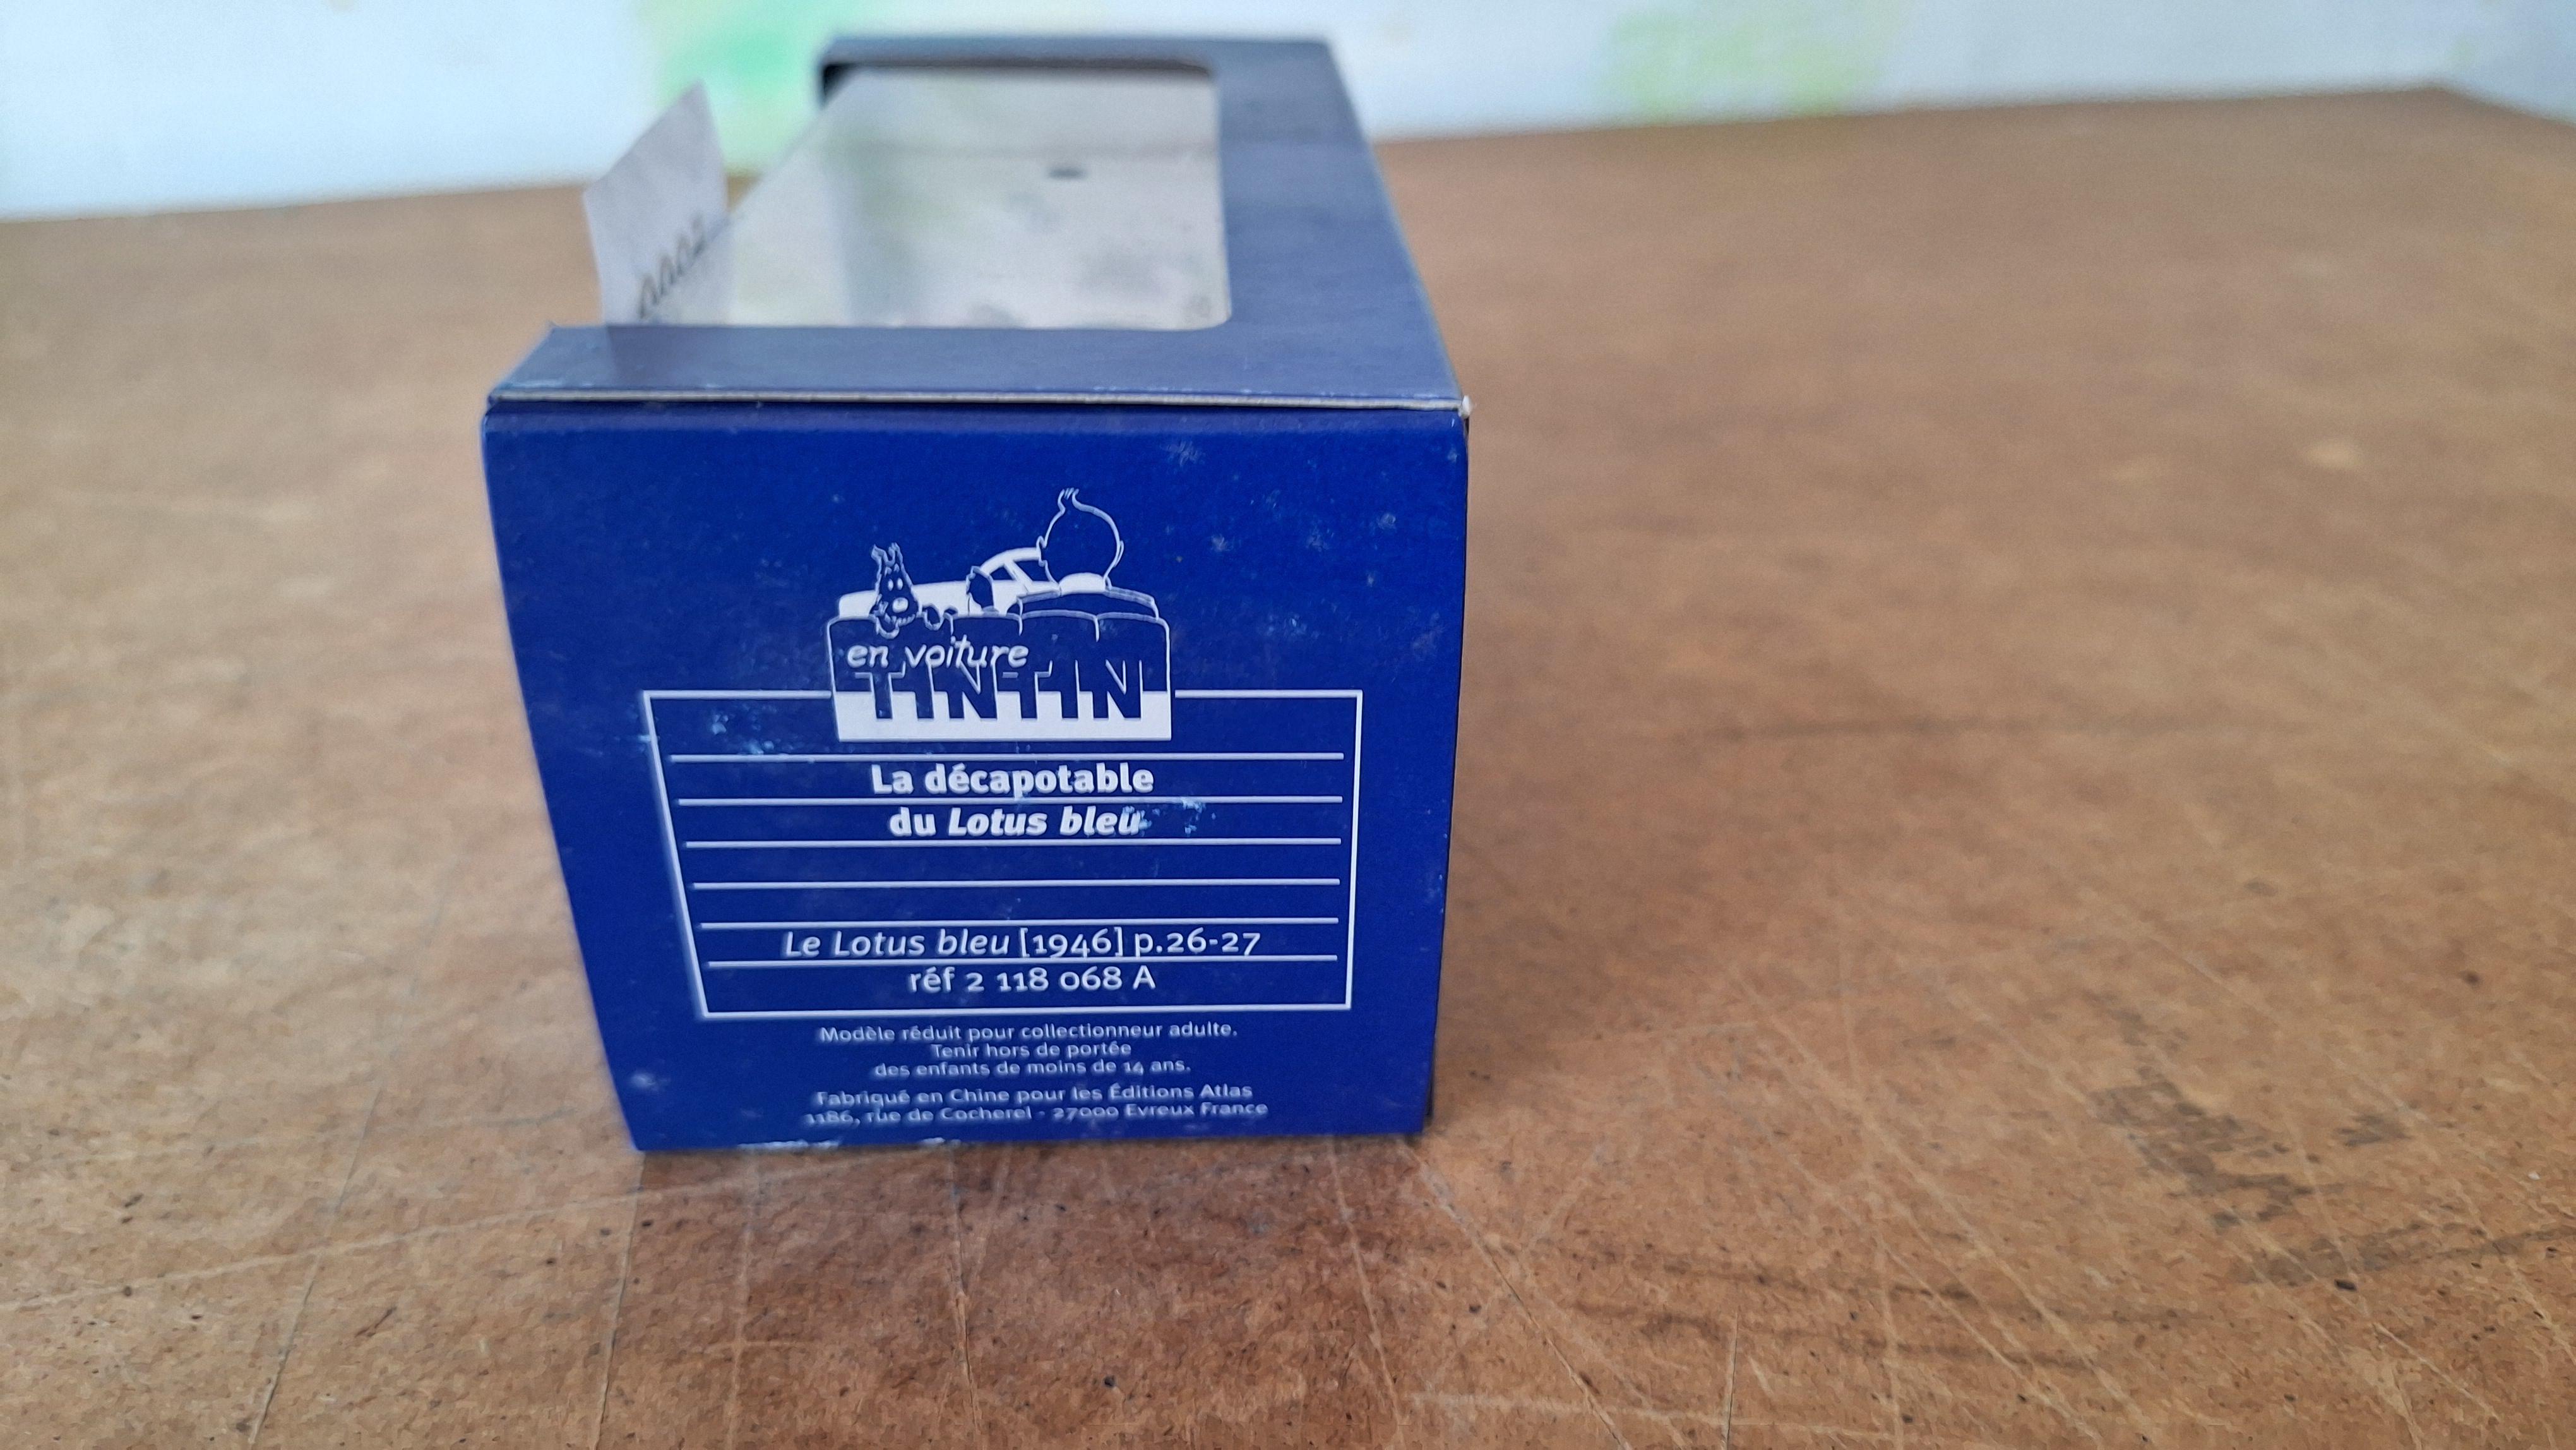 en voiture
TINTIN
La décapotable
du Lotus bleu
Le Lotus bleu [1946] p.26-27
réf 2 118 068 A
Modèle réduit pour collectionneur adulte.
Tenir hors de portée
des enfants de moins de 14 ans.
Fabriqué en Chine pour les Éditions Atlas
1186, rue de Cocherel - 27000 Evreux France